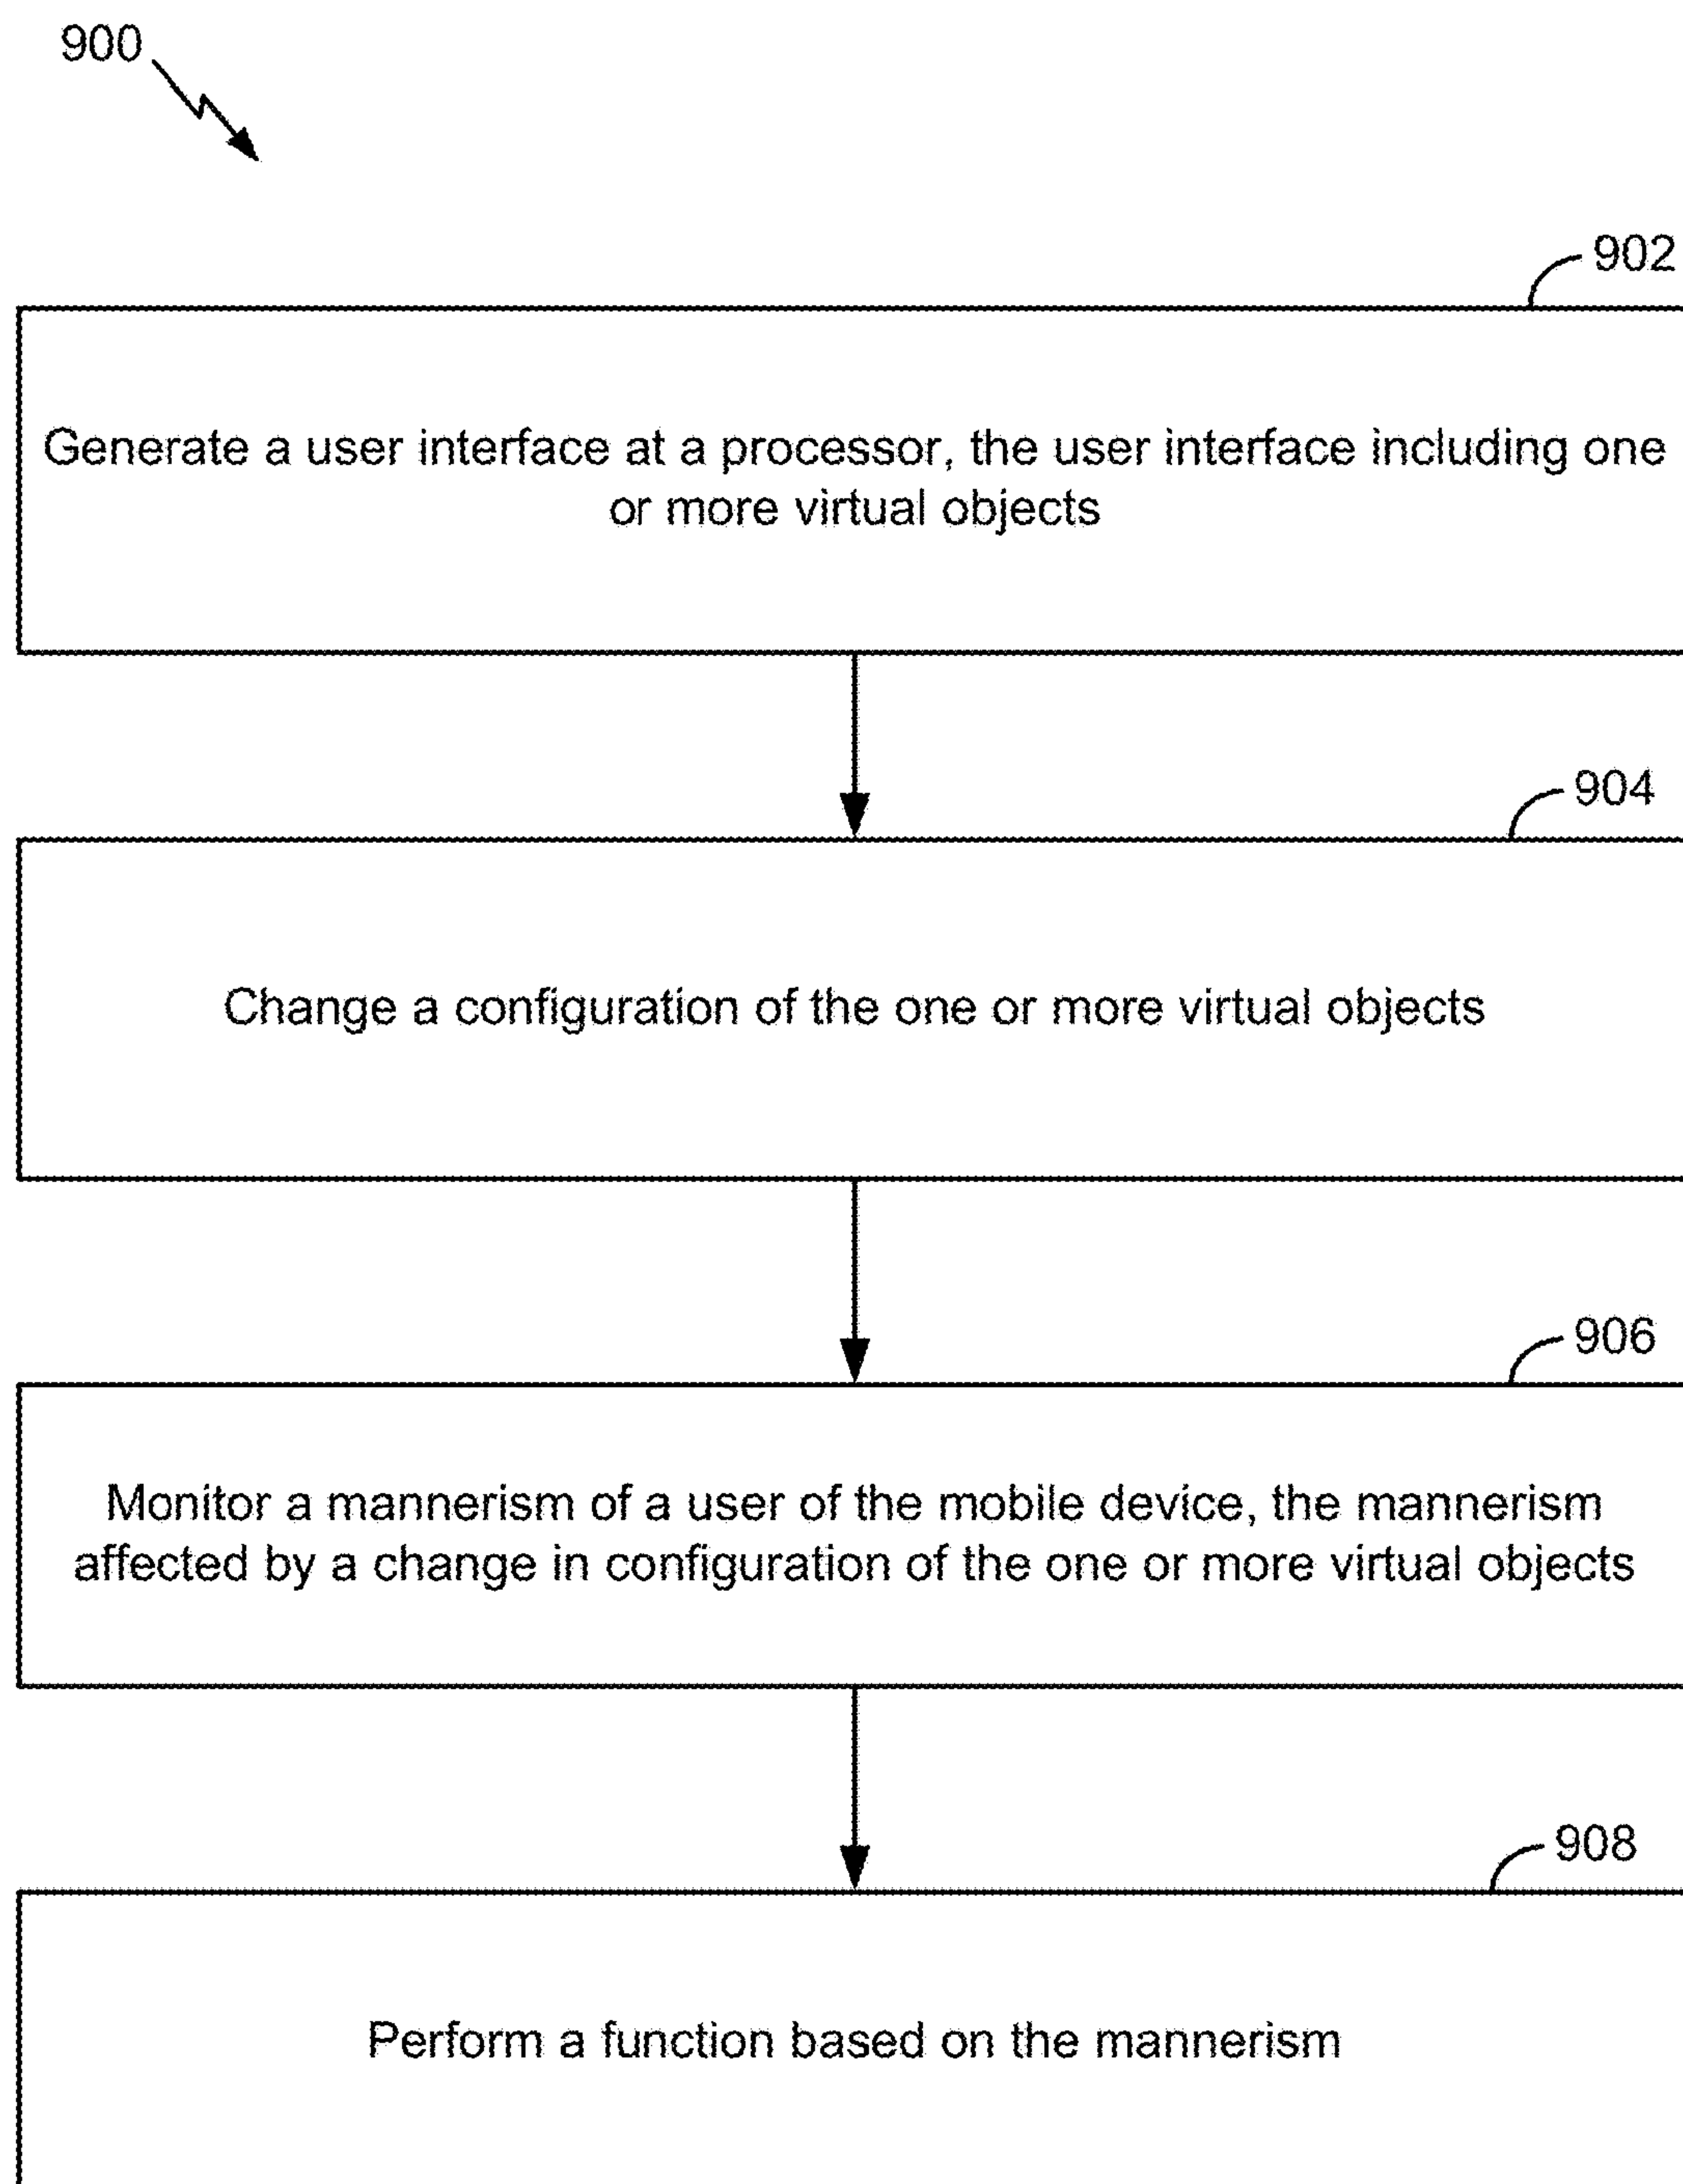 900
902
Generate a user interface at a processor, the user interface including one
or more virtual objects
904
Change a configuration of the one or more virtual objects
906
Monitor a mannerism of a user of the mobile device, the mannerism
affected by a change in configuration of the one or more virtual objects
908
Perform a function based on the mannerism